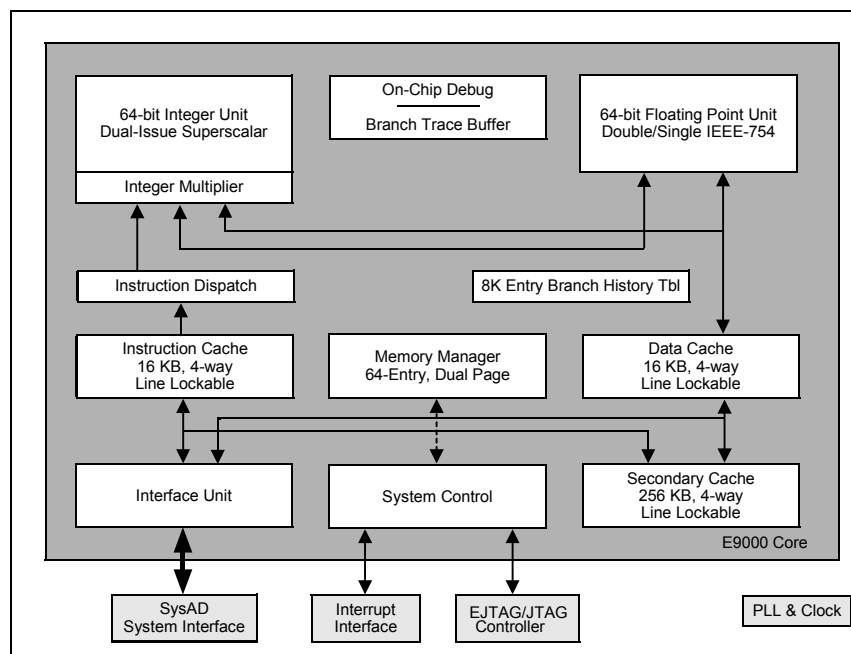 64-bit Integer Unit
Dual-Issue Superscalar
Integer Multiplier
On-Chip Debug
Branch Trace Buffer
64-bit Floating Point Unit
Double/Single IEEE-754
Instruction Dispatch
8K Entry Branch History Tbl
Instruction Cache
16 KB, 4-way
Line Lockable
Memory Manager
64-Entry, Dual Page
Data Cache
16 KB, 4-way
Line Lockable
Interface Unit
System Control
Secondary Cache
256 KB, 4-way
Line Lockable
E9000 Core
SysAD
System Interface
Interrupt
Interface
EJTAG/JTAG
Controller
PLL & Clock